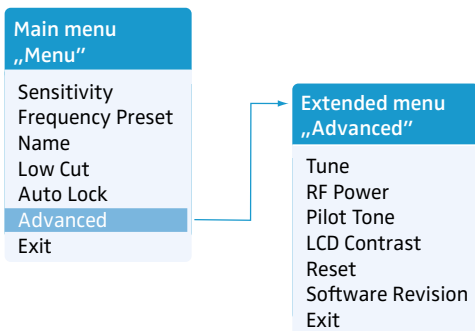 Main menu
„Menu”
Sensitivity
Frequency Preset
Name
Low Cut
Auto Lock
Advanced
Exit
Extended menu
„Advanced”
Tune
RF Power
Pilot Tone
LCD Contrast
Reset
Software Revision
Exit